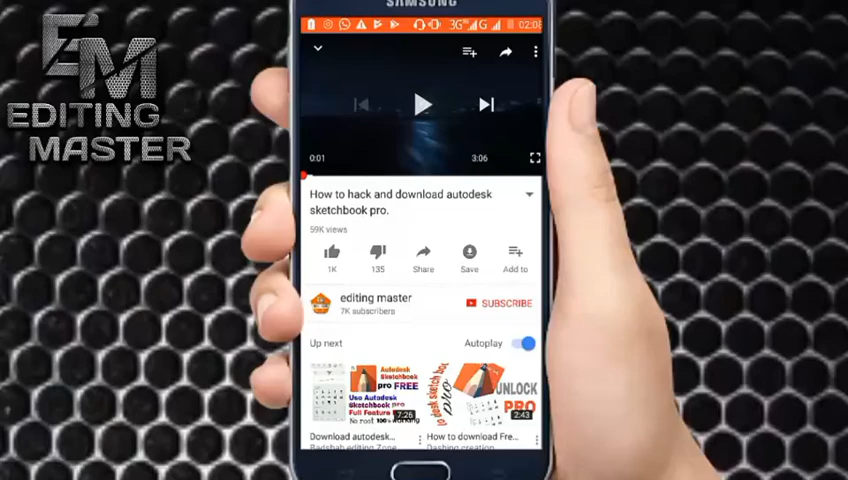 SAMSUNG
3G
G
02:08
EM
EDITING
MASTER
0:01
3:06
How to hack and download autodesk
sketchbook pro.
59K views
1K
135
Share
Save
Add to
editing master
7K subscribers
SUBSCRIBE
Up next
Autoplay
Autodesk
Sketchbook
pro FREE
Use Autodesk
Sketchbook pro
Full Feature
No root 100% working
7:26
UNLOCK
PRO
2:43
Download autodesk...
How to download Fre...
Badshah editing Zone
Dashing creation